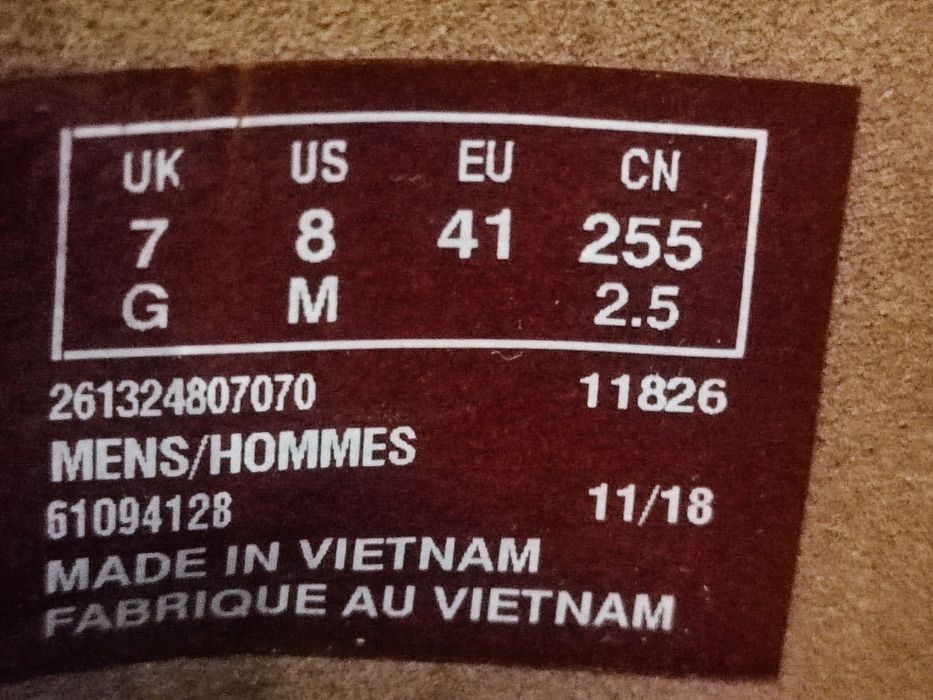 UK US EU CN
7 8 41 255
G M 2.5
261324807070 11826
MENS/HOMMES
61094128 11/18
MADE IN VIETNAM
FABRIQUE AU VIETNAM